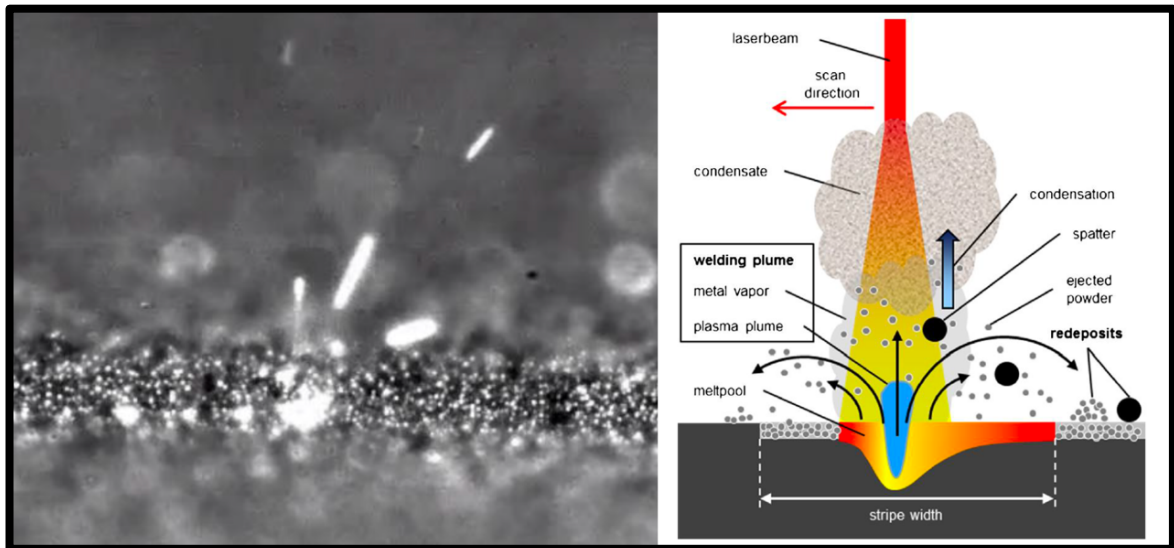 laserbeam
scan
direction
condensate
condensation
spatter
welding plume
metal vapor
plasma plume
ejected
powder
redeposits
meltpool
stripe width